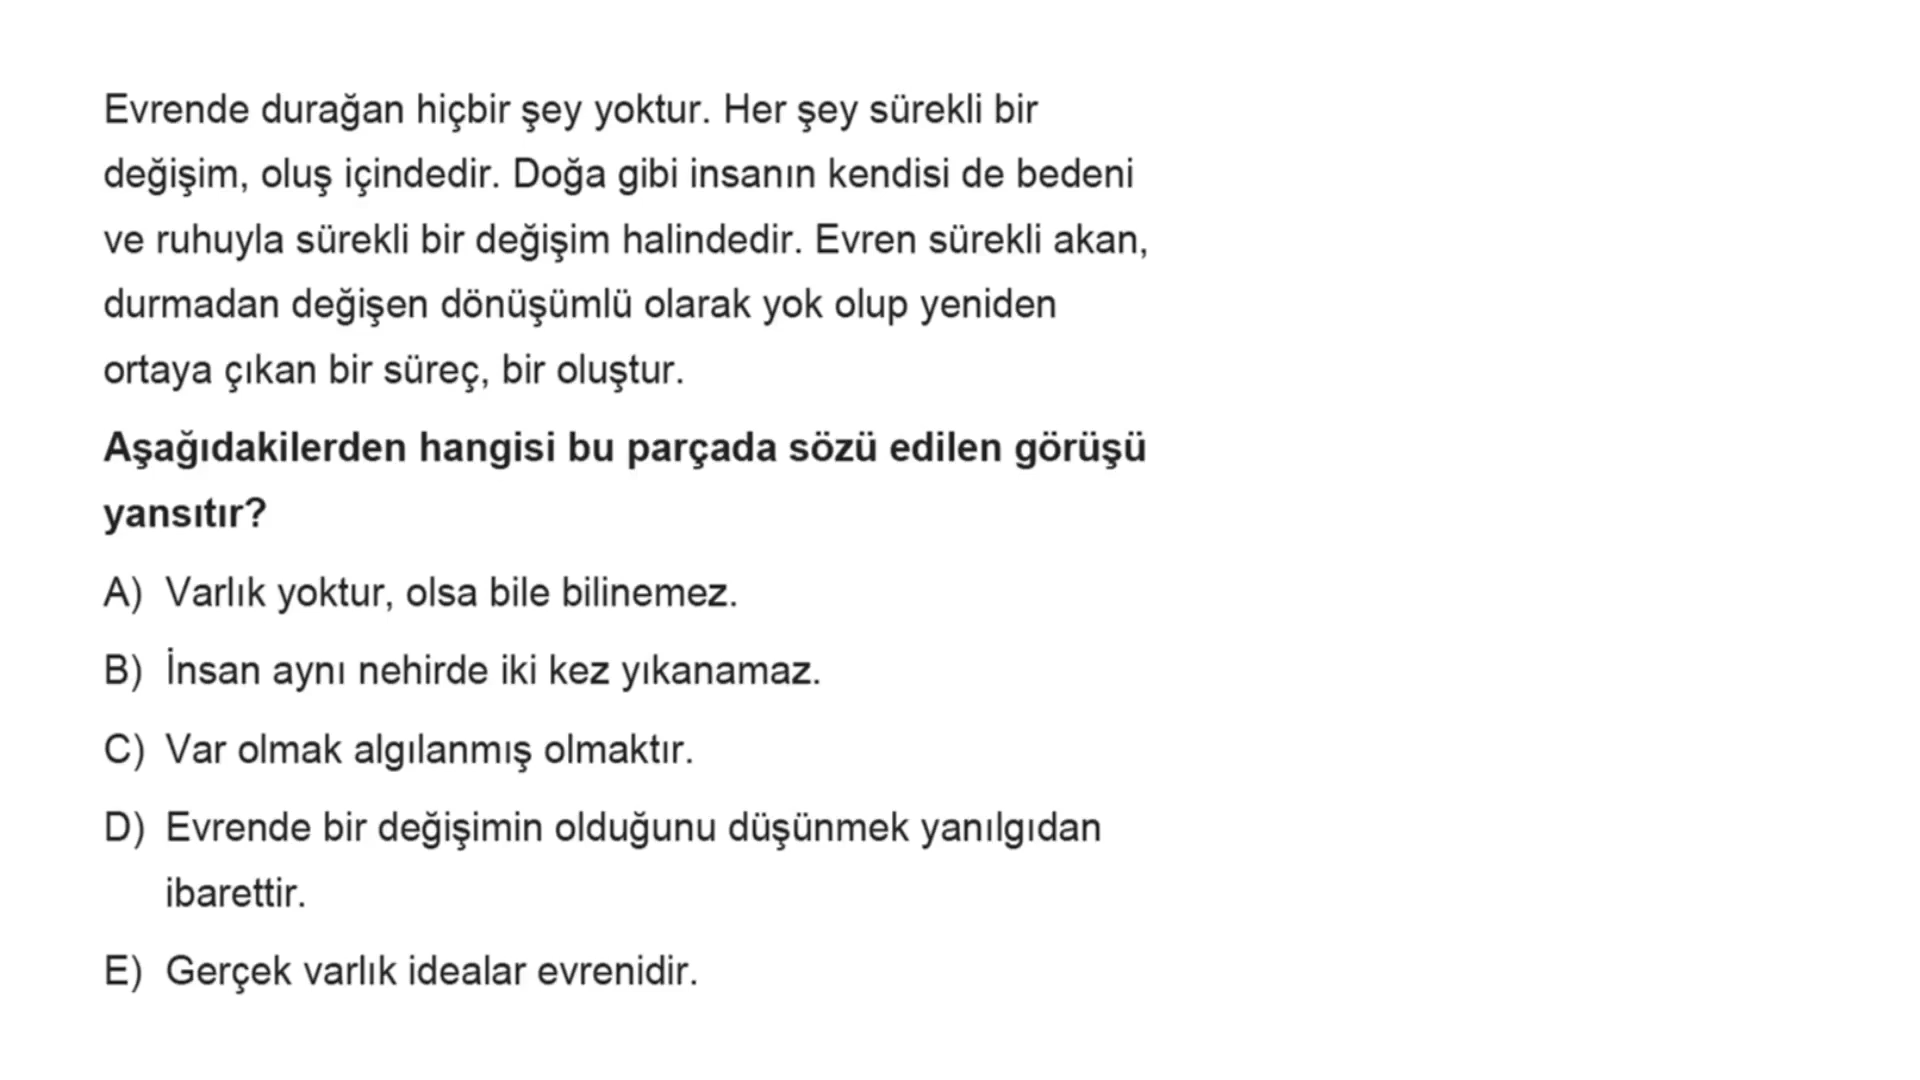 Evrende durağan hiçbir şey yoktur. Her şey sürekli bir
değişim, oluş içindedir. Doğa gibi insanın kendisi de bedeni
ve ruhuyla sürekli bir değişim halindedir. Evren sürekli akan,
durmadan değişen dönüşümlü olarak yok olup yeniden
ortaya çıkan bir süreç, bir oluştur.
Aşağıdakilerden hangisi bu parçada sözü edilen görüşü
yansıtır?
A) Varlık yoktur, olsa bile bilinemez.
B) İnsan aynı nehirde iki kez yıkanamaz.
C) Var olmak algılanmış olmaktır.
D) Evrende bir değişimin olduğunu düşünmek yanılgıdan
ibarettir.
E) Gerçek varlık idealar evrenidir.